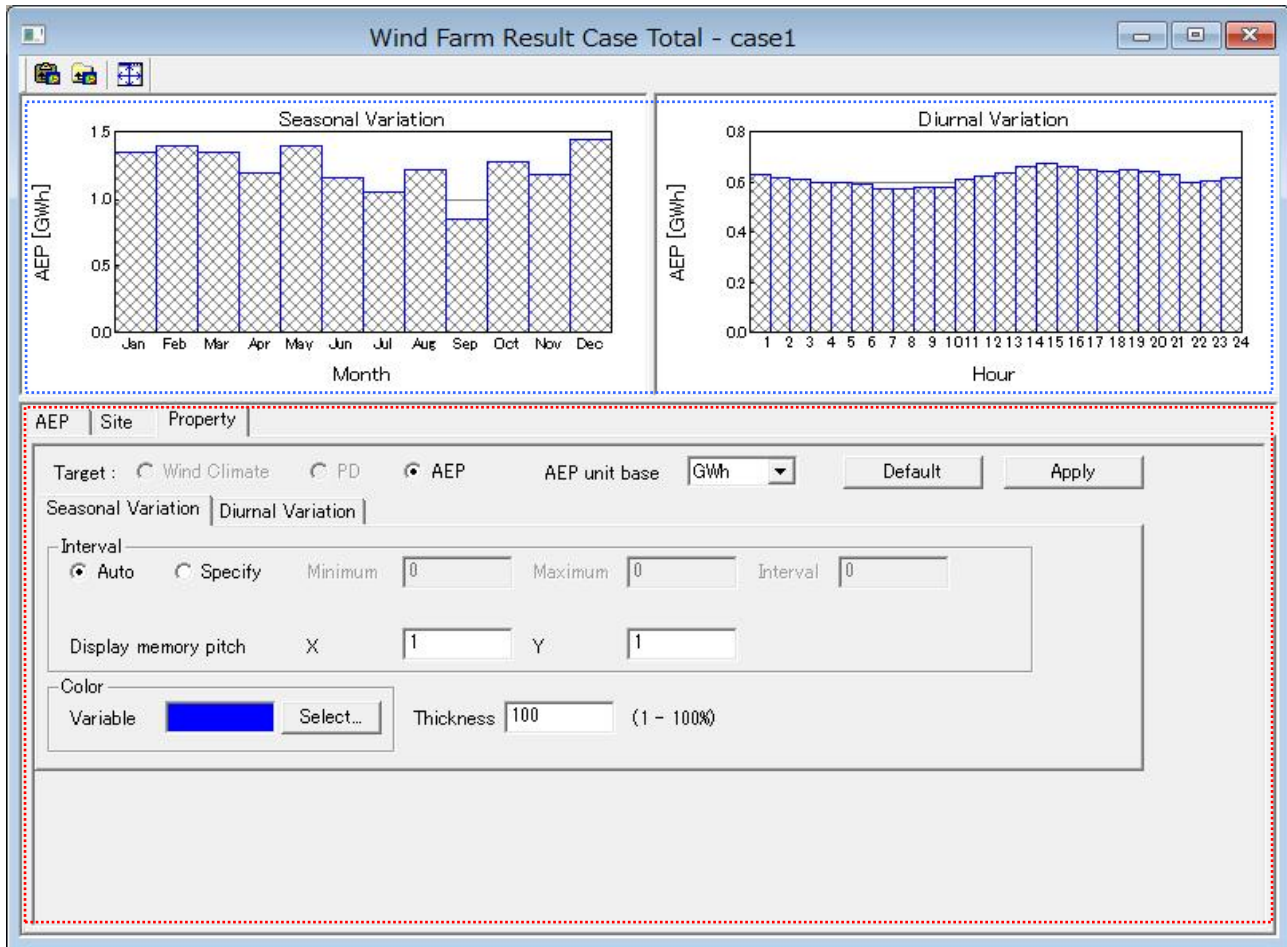 Wind Farm Result Case Total - case1
Seasonal Variation
1.5
1.0
0.5
0.0
AEP [GWh]
Jan Feb Mar Apr May Jun Jul Aug Sep Oct Nov Dec
Month
Diurnal Variation
0.8
0.6
0.4
0.2
0.0
AEP [GWh]
1 2 3 4 5 6 7 8 9 10 11 12 13 14 15 16 17 18 19 20 21 22 23 24
Hour
AEP Site Property
Target : Wind Climate PD AEP AEP unit base GWh Default Apply
Seasonal Variation Diurnal Variation
Interval
Auto Specify Minimum 0 Maximum 0 Interval 0
Display memory pitch X 1 Y 1
Color
Variable Select... Thickness 100 (1 - 100%)